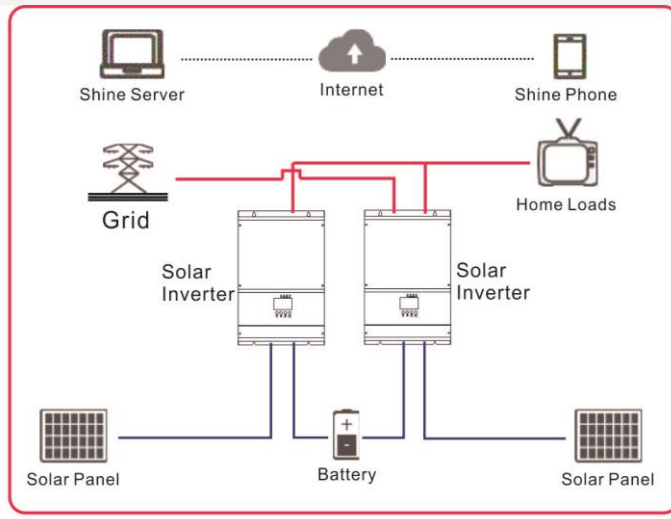 Shine Server
Internet
Shine Phone
Grid
Home Loads
Solar
Inverter
Solar
Inverter
Solar Panel
+
-
Battery
Solar Panel